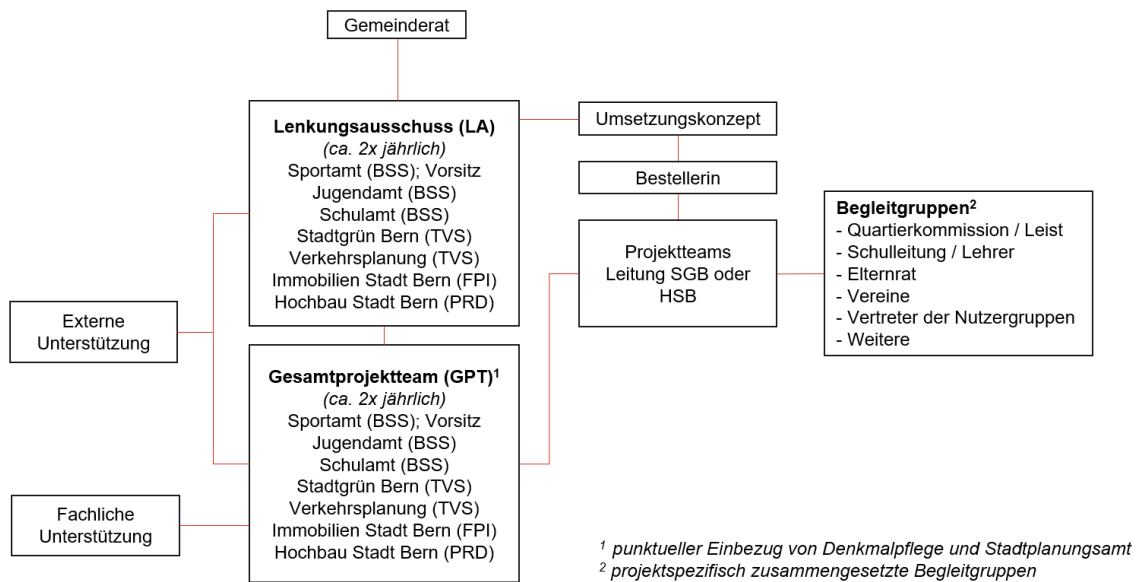 Gemeinderat
Lenkungsausschuss (LA)
(ca. 2x jährlich)
Sportamt (BSS); Vorsitz
Jugendamt (BSS)
Schulamt (BSS)
Stadtgrün Bern (TVS)
Verkehrsplanung (TVS)
Immobilien Stadt Bern (FPI)
Hochbau Stadt Bern (PRD)
Umsetzungskonzept
Bestellerin
Projektteams
Leitung SGB oder
HSB
Begleitgruppen²
- Quartierkommission / Leist
- Schulleitung / Lehrer
- Elternrat
- Vereine
- Vertreter der Nutzergruppen
- Weitere
Externe
Unterstützung
Gesamtprojektteam (GPT)¹
(ca. 2x jährlich)
Sportamt (BSS); Vorsitz
Jugendamt (BSS)
Schulamt (BSS)
Stadtgrün Bern (TVS)
Verkehrsplanung (TVS)
Immobilien Stadt Bern (FPI)
Hochbau Stadt Bern (PRD)
Fachliche
Unterstützung
¹ punktueller Einbezug von Denkmalpflege und Stadtplanungsamt
² projektspezifisch zusammengesetzte Begleitgruppen